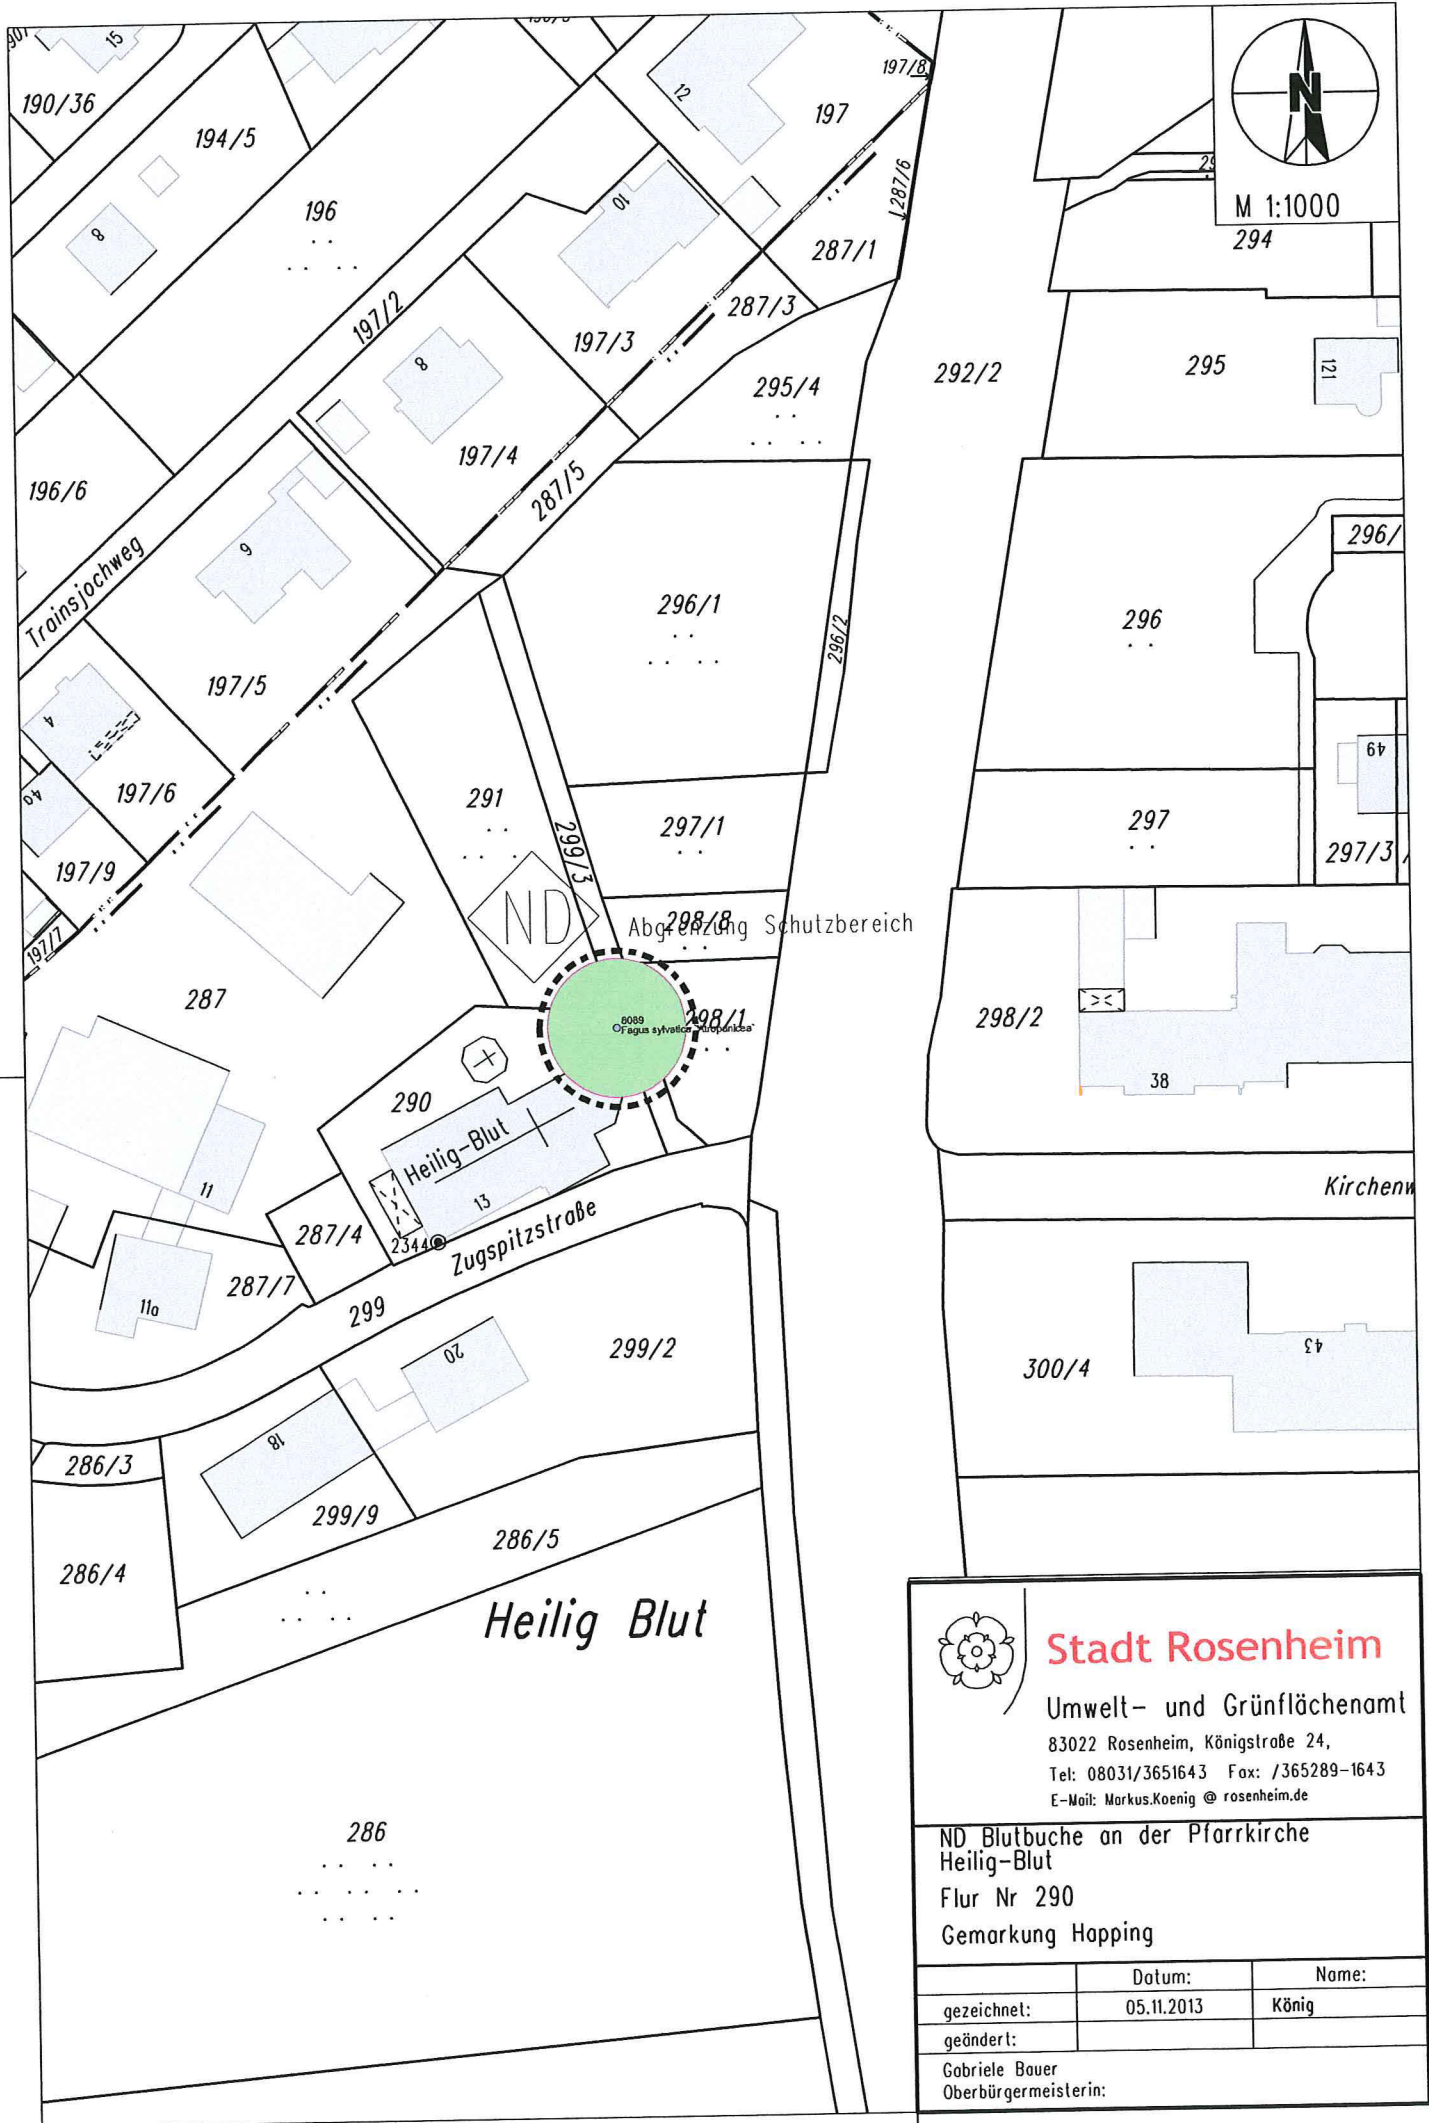 15
190/36
194/5
8
196
12
197
197/8
287/6
N
M 1:1000
294
10
287/1
287/3
197/2
197/3
8
295/4
292/2
295
121
197/4
196/6
287/5
9
Trainsjochweg
296/1
296/2
296
296/
197/5
4
4a
197/6
291
299/3
297/1
297
49
297/3
197/9
197/7
ND
298/8
Abgrenzung Schutzbereich
287
8089
Fagus sylvatica
298/1
298/2
38
290
Heilig-Blut
13
11
287/4
2344
Zugspitzstraße
Kirchenw
11a
287/7
299
20
299/2
300/4
43
18
286/3
299/9
286/5
286/4
Heilig Blut
286
Stadt Rosenheim
Umwelt- und Grünflächenamt
83022 Rosenheim, Königstraße 24,
Tel: 08031/3651643 Fax: /365289-1643
E-Mail: Markus.Koenig @ rosenheim.de
ND Blutbuche an der Pfarrkirche
Heilig-Blut
Flur Nr 290
Gemarkung Happing
Datum: Name:
gezeichnet: 05.11.2013 König
geändert:
Gabriele Bauer
Oberbürgermeisterin: